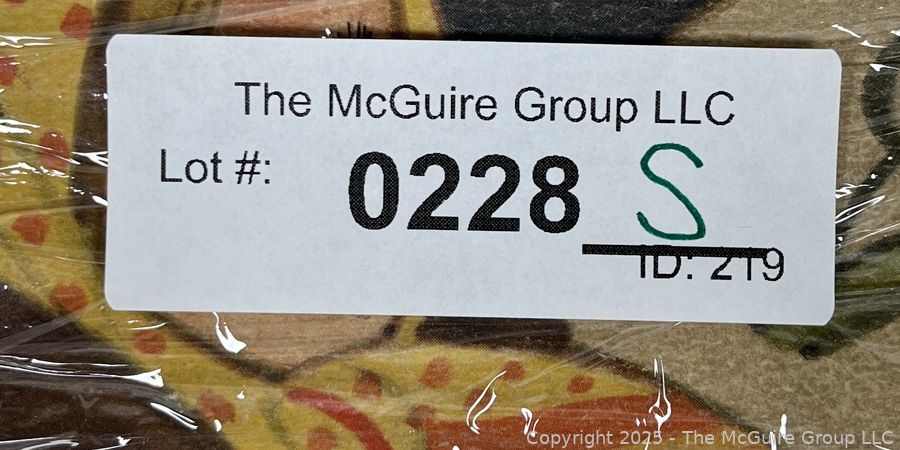 The McGuire Group LLC
Lot #: 0228 S
ID: 219
Copyright 2025 - The McGuire Group LLC